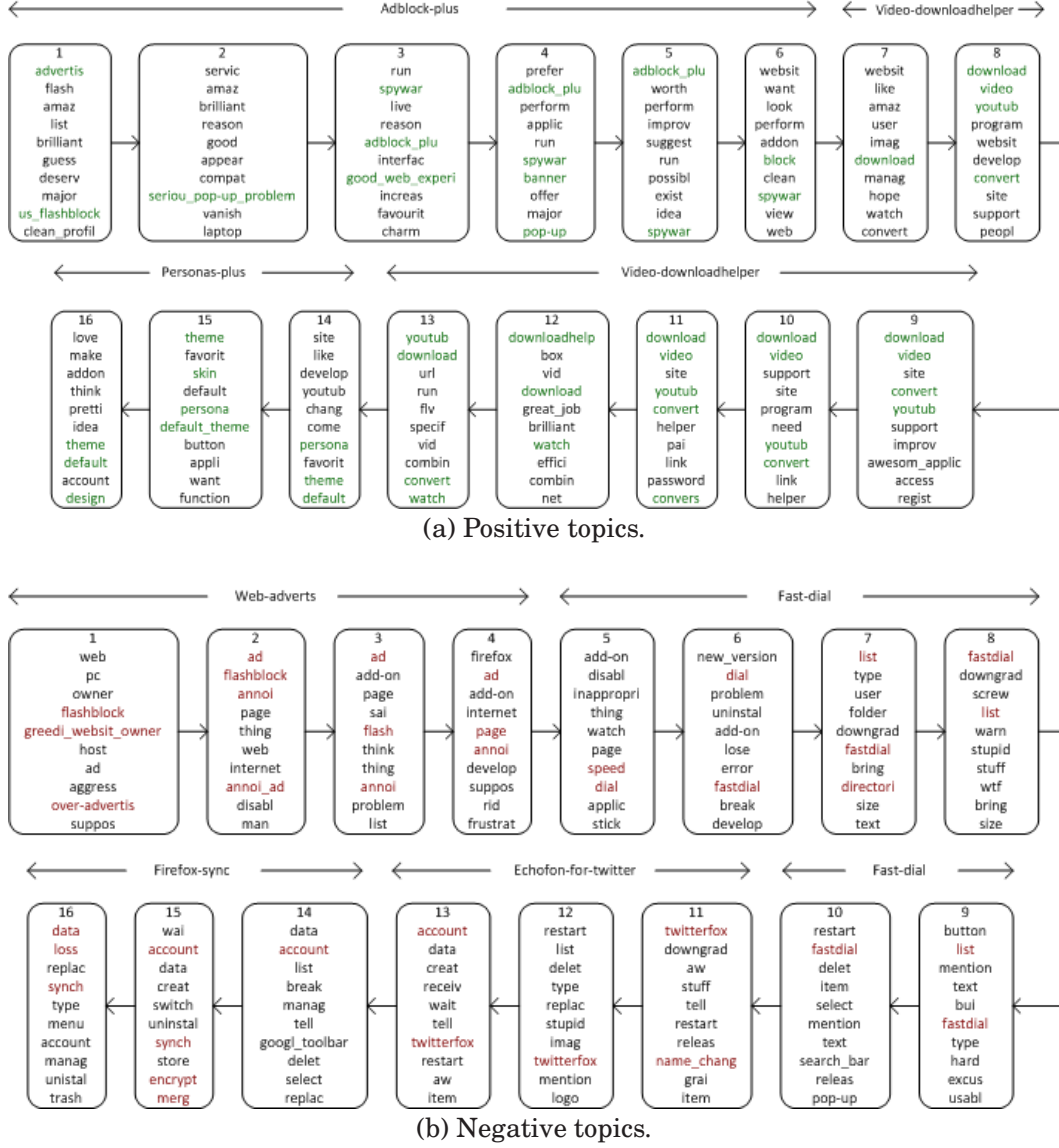 Adblock-plus
Video-downloadhelper
1
advertis
flash
amaz
list
brilliant
guess
deserv
major
us_flashblock
clean_profil
2
servic
amaz
brilliant
reason
good
appear
compat
seriou_pop-up_problem
vanish
laptop
3
run
spywar
live
reason
adblock_plu
interfac
good_web_experi
increas
favourit
charm
4
prefer
adblock_plu
perform
applic
run
spywar
banner
offer
major
pop-up
5
adblock_plu
worth
perform
improv
suggest
run
possibl
exist
idea
spywar
6
websit
want
look
perform
addon
block
clean
spywar
view
web
7
websit
like
amaz
user
imag
download
manag
hope
watch
convert
8
download
video
youtub
program
websit
develop
convert
site
support
peopl
Personas-plus
Video-downloadhelper
16
love
make
addon
think
pretti
idea
theme
default
account
design
15
theme
favorit
skin
default
persona
default_theme
button
appli
want
function
14
site
like
develop
youtub
chang
come
persona
favorit
theme
default
13
youtub
download
url
run
flv
specif
vid
combin
convert
watch
12
downloadhelp
box
vid
download
great_job
brilliant
watch
effici
combin
net
11
download
video
site
youtub
convert
helper
pai
link
password
convers
10
download
video
support
site
program
need
youtub
convert
link
helper
9
download
video
site
convert
youtub
support
improv
awesom_applic
access
regist
(a) Positive topics.
Web-adverts
Fast-dial
1
web
pc
owner
flashblock
greedi_websit_owner
host
ad
aggress
over-advertis
suppos
2
ad
flashblock
annoi
page
thing
web
internet
annoi_ad
disabl
man
3
ad
add-on
page
sai
flash
think
thing
annoi
problem
list
4
firefox
ad
add-on
internet
page
annoi
develop
suppos
rid
frustrat
5
add-on
disabl
inappropri
thing
watch
page
speed
dial
applic
stick
6
new_version
dial
problem
uninstal
add-on
lose
error
fastdial
break
develop
7
list
type
user
folder
downgrad
fastdial
bring
directori
size
text
8
fastdial
downgrad
screw
list
warn
stupid
stuff
wtf
bring
size
Firefox-sync
Echofon-for-twitter
Fast-dial
16
data
loss
replac
synch
type
menu
account
manag
unistal
trash
15
wai
account
data
creat
switch
uninstal
synch
store
encrypt
merg
14
data
account
list
break
manag
tell
googl_toolbar
delet
select
replac
13
account
data
creat
receiv
wait
tell
twitterfox
restart
aw
item
12
restart
list
delet
type
replac
stupid
imag
twitterfox
mention
logo
11
twitterfox
downgrad
aw
stuff
tell
restart
releas
name_chang
grai
item
10
restart
fastdial
delet
item
select
mention
text
search_bar
releas
pop-up
9
button
list
mention
text
bui
fastdial
type
hard
excus
usabl
(b) Negative topics.